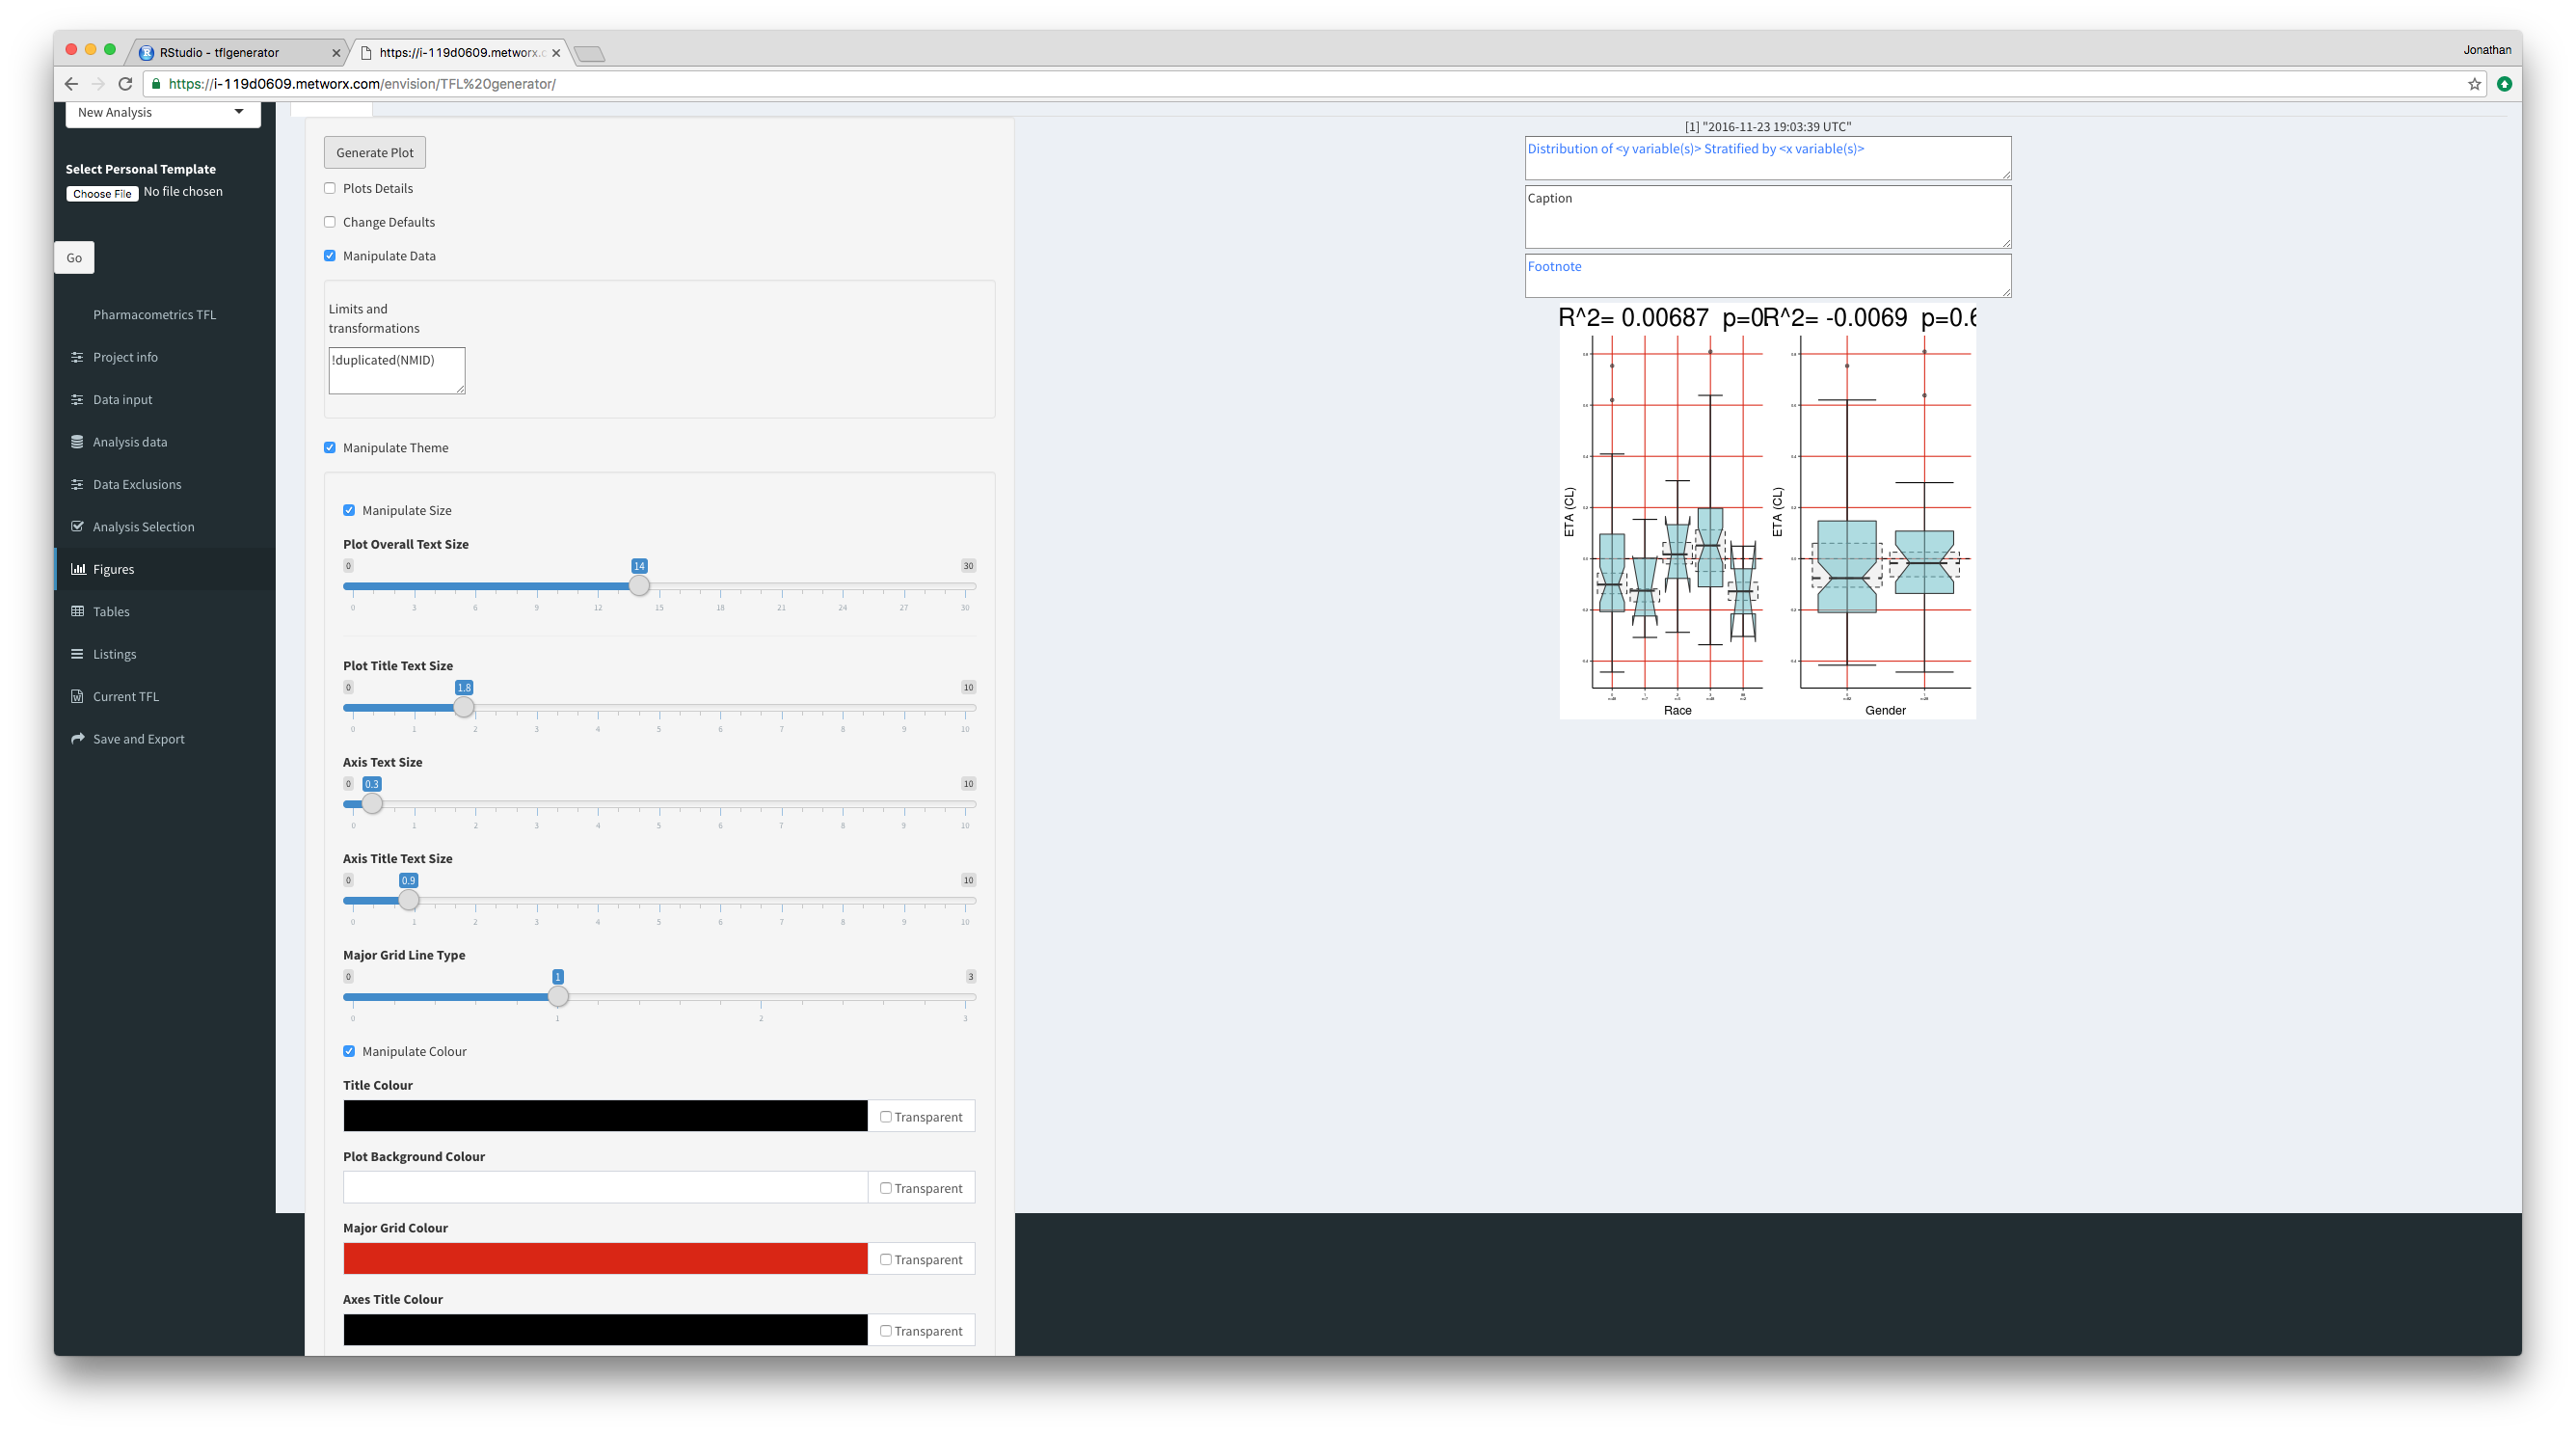 RStudio - tflgenerator
https://i-119d0609.metworx.c
Jonathan
https://i-119d0609.metworx.com/envision/TFL%20generator/
New Analysis
Select Personal Template
Choose File No file chosen
Go
Pharmacometrics TFL
Project info
Data input
Analysis data
Data Exclusions
Analysis Selection
Figures
Tables
Listings
Current TFL
Save and Export
Generate Plot
Plots Details
Change Defaults
Manipulate Data
Limits and
transformations
!duplicated(NMID)
Manipulate Theme
Manipulate Size
Plot Overall Text Size
0 14 30
0 3 6 9 12 15 18 21 24 27 30
Plot Title Text Size
0 1.8 10
0 1 2 3 4 5 6 7 8 9 10
Axis Text Size
0 0.3 10
0 1 2 3 4 5 6 7 8 9 10
Axis Title Text Size
0 0.9 10
0 1 2 3 4 5 6 7 8 9 10
Major Grid Line Type
0 1 3
0 1 2 3
Manipulate Colour
Title Colour
Transparent
Plot Background Colour
Transparent
Major Grid Colour
Transparent
Axes Title Colour
Transparent
[1] "2016-11-23 19:03:39 UTC"
Distribution of <y variable(s)> Stratified by <x variable(s)>
Caption
Footnote
R^2= 0.00687 p=0
R^2= -0.0069 p=0.6
ETA (CL)
ETA (CL)
Race
Gender